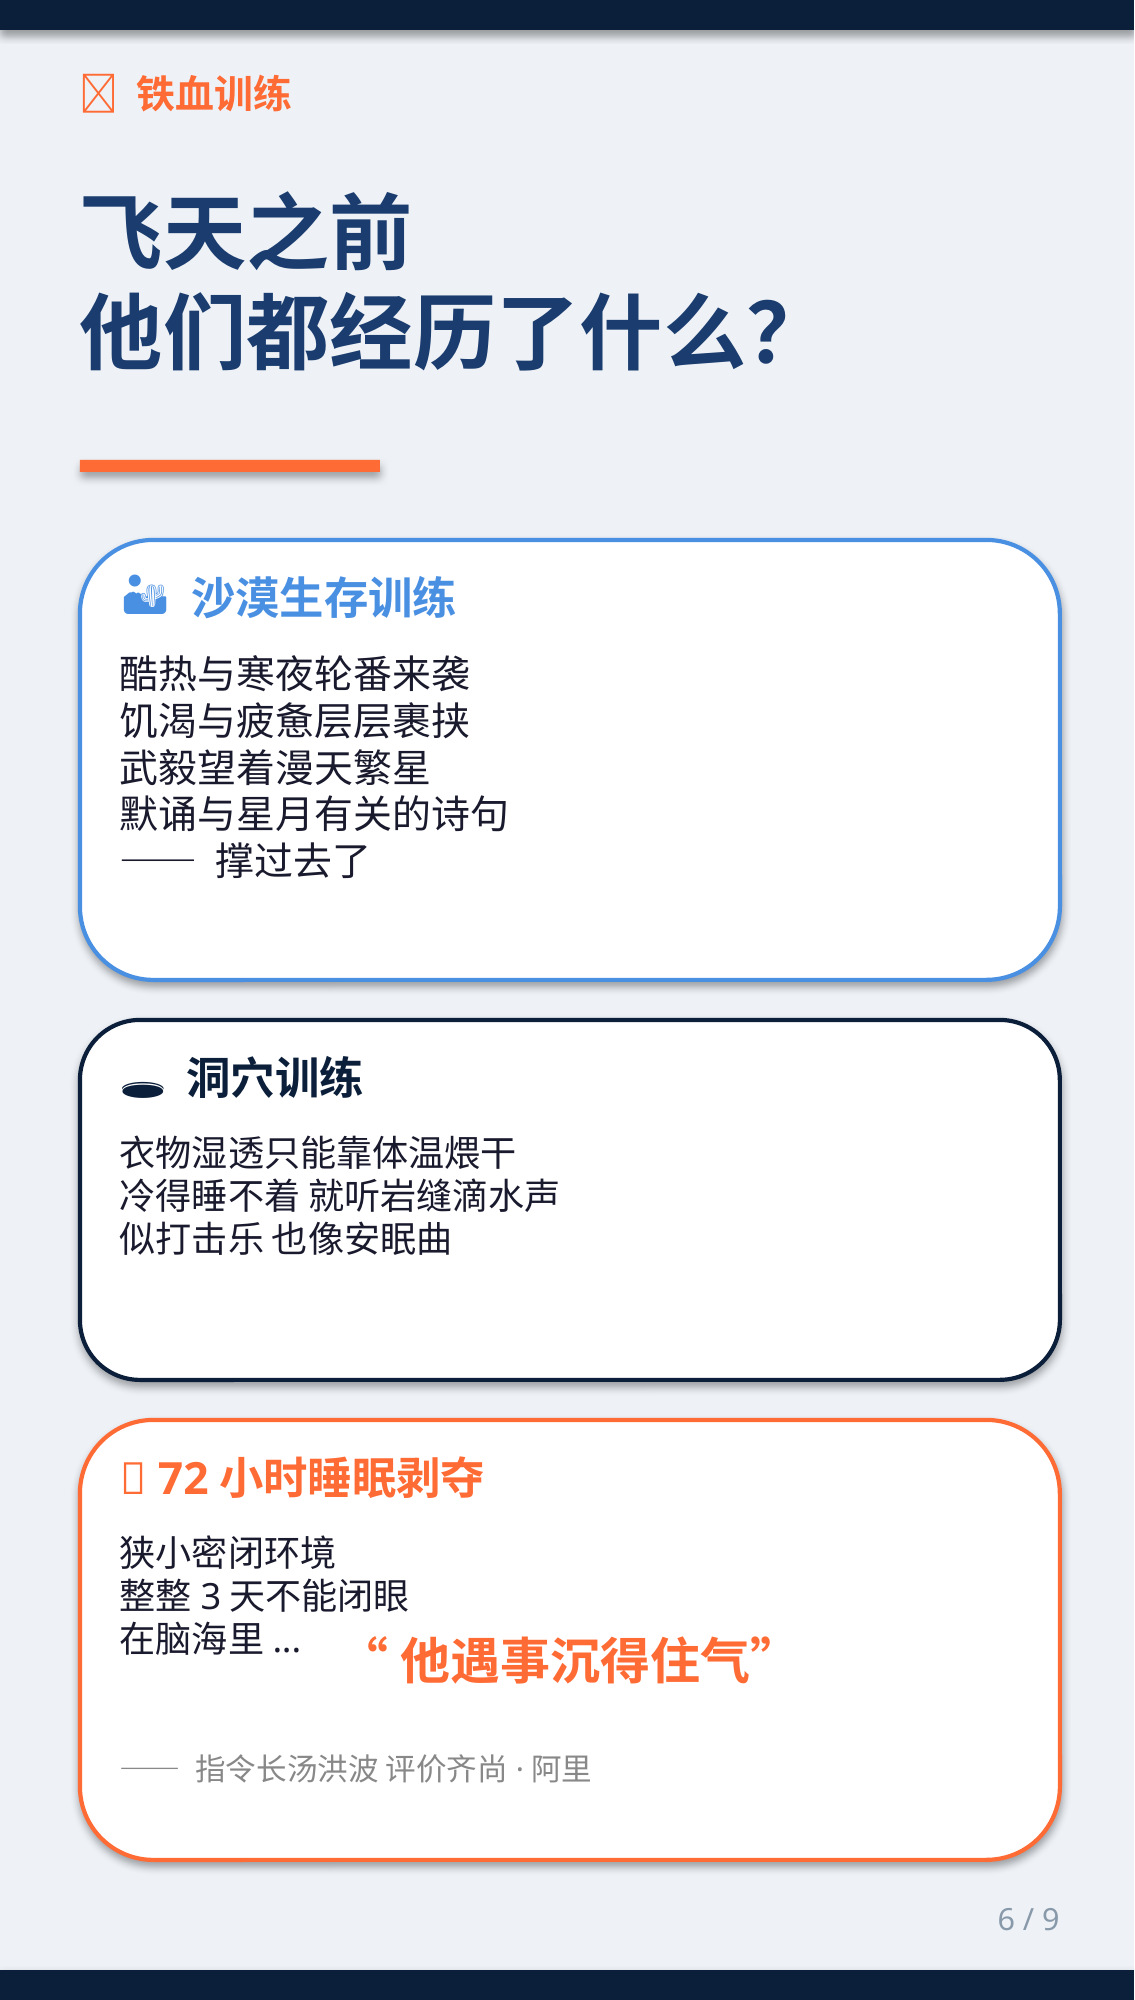 铁血训练
飞天之前
他们都经历了什么？
沙漠生存训练
酷热与寒夜轮番来袭
饥渴与疲惫层层裹挟
武毅望着漫天繁星
默诵与星月有关的诗句
—— 撑过去了
洞穴训练
衣物湿透只能靠体温煨干
冷得睡不着 就听岩缝滴水声
似打击乐 也像安眠曲
72 小时睡眠剥夺
狭小密闭环境
整整 3 天不能闭眼
在脑海里 ...
“ 他遇事沉得住气”
—— 指令长汤洪波 评价齐尚 · 阿里
6 / 9